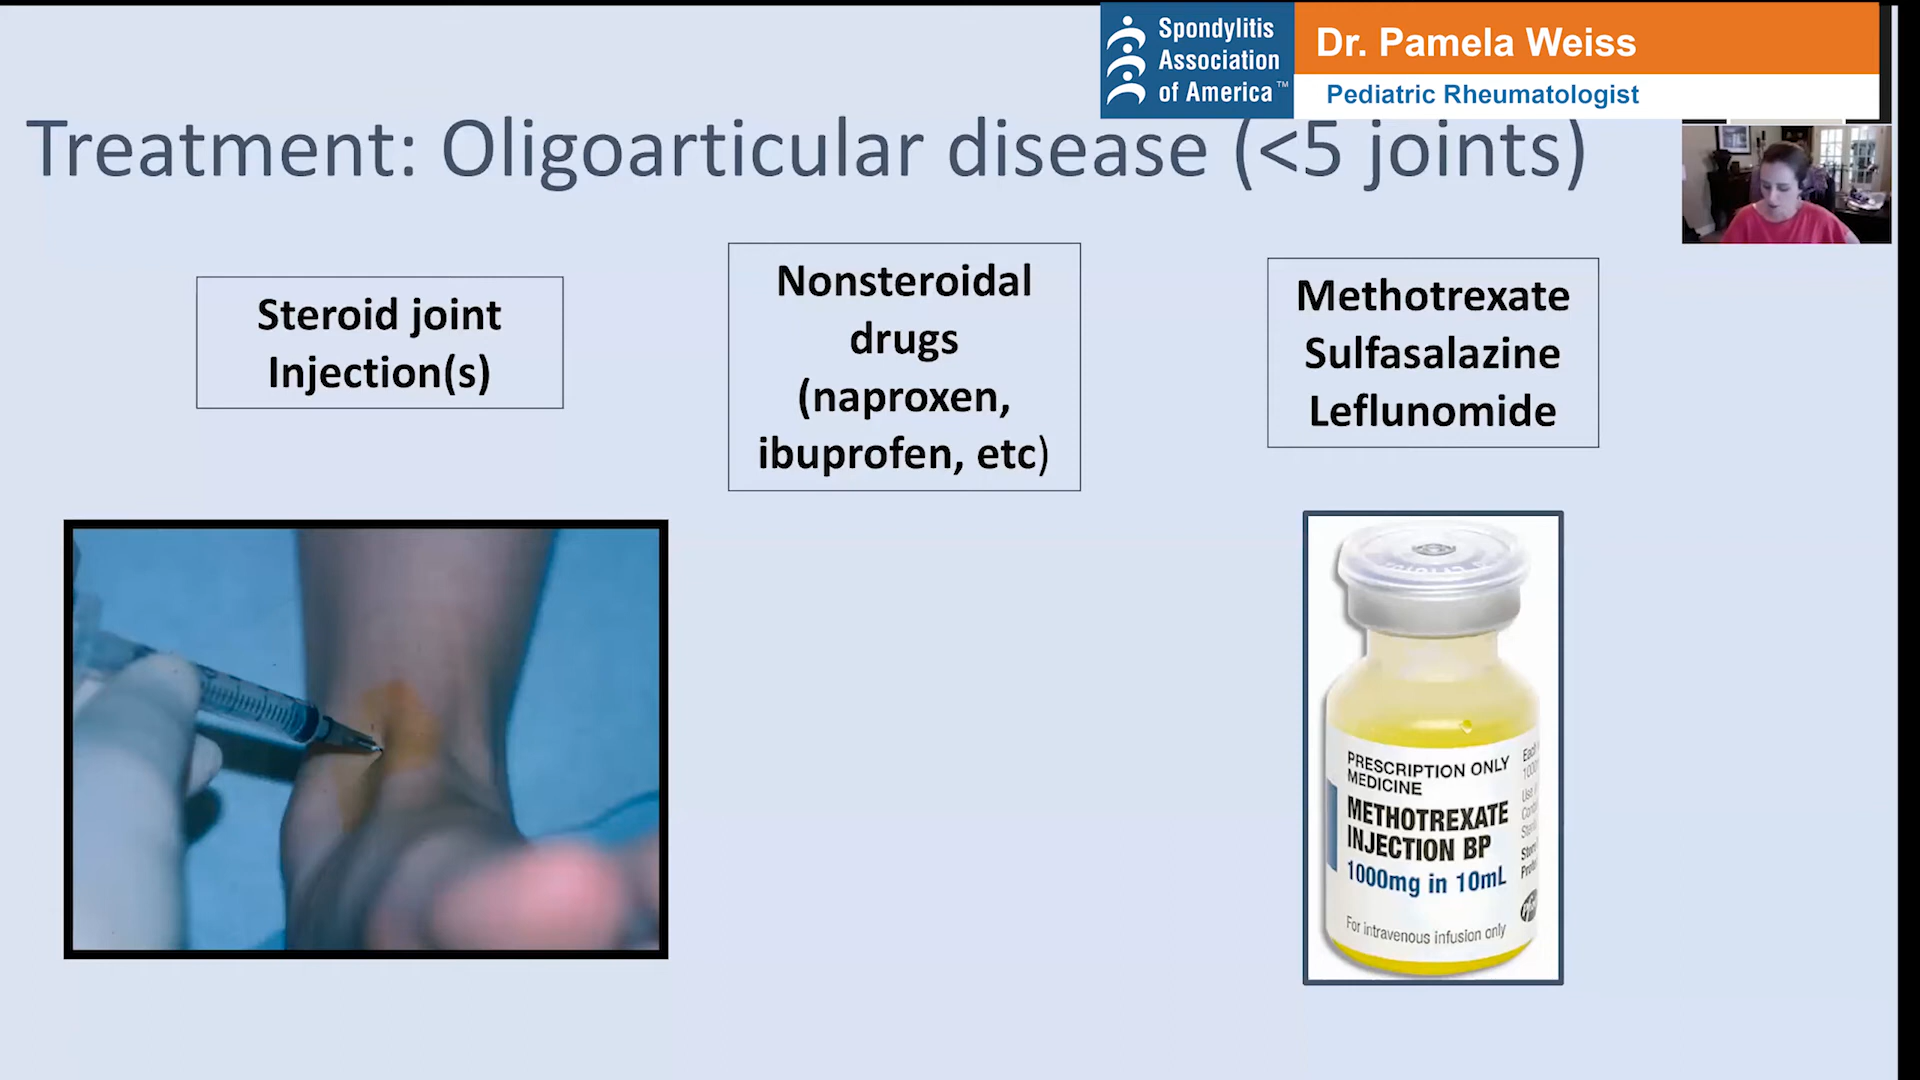 Spondylitis
Association
of America™
Dr. Pamela Weiss
Pediatric Rheumatologist
Treatment: Oligoarticular disease (<5 joints)
Steroid joint
Injection(s)
Nonsteroidal
drugs
(naproxen,
ibuprofen, etc)
Methotrexate
Sulfasalazine
Leflunomide
PRESCRIPTION ONLY
MEDICINE
METHOTREXATE
INJECTION BP
1000mg in 10mL
For intravenous infusion only